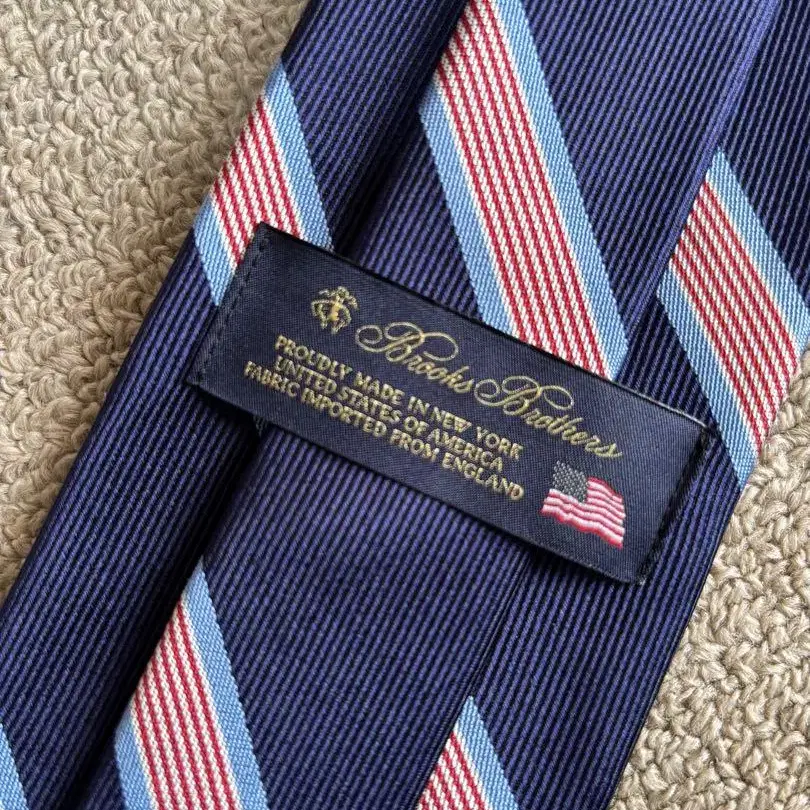 Brooks Brothers
PROUDLY MADE IN NEW YORK
UNITED STATES OF AMERICA
FABRIC IMPORTED FROM ENGLAND